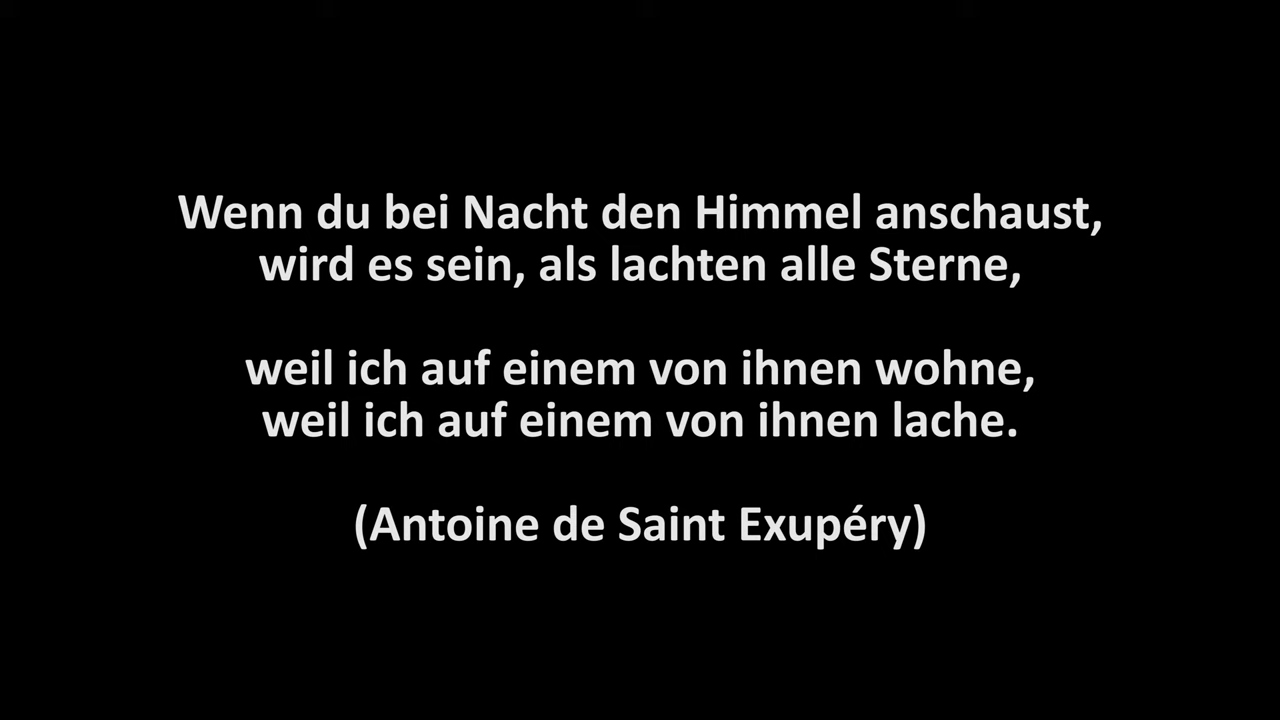 Wenn du bei Nacht den Himmel anschaust,
wird es sein, als lachten alle Sterne,
weil ich auf einem von ihnen wohne,
weil ich auf einem von ihnen lache.
(Antoine de Saint Exupéry)